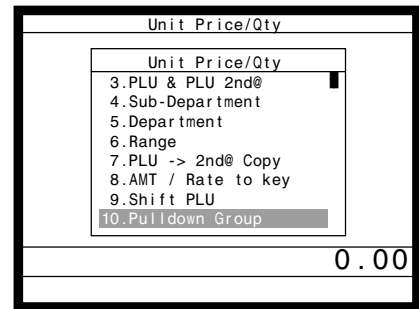 Unit Price/Qty
Unit Price/Qty
3.PLU & PLU 2nd@
4.Sub-Department
5.Department
6.Range
7.PLU -> 2nd@ Copy
8.AMT / Rate to key
9.Shift PLU
10.Pulldown Group
0.00